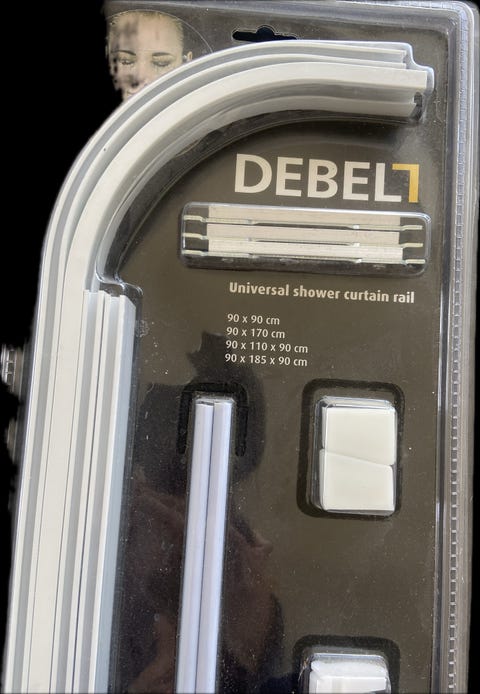 DEBEL
Universal shower curtain rail
90 x 90 cm
90 x 170 cm
90 x 110 x 90 cm
90 x 185 x 90 cm